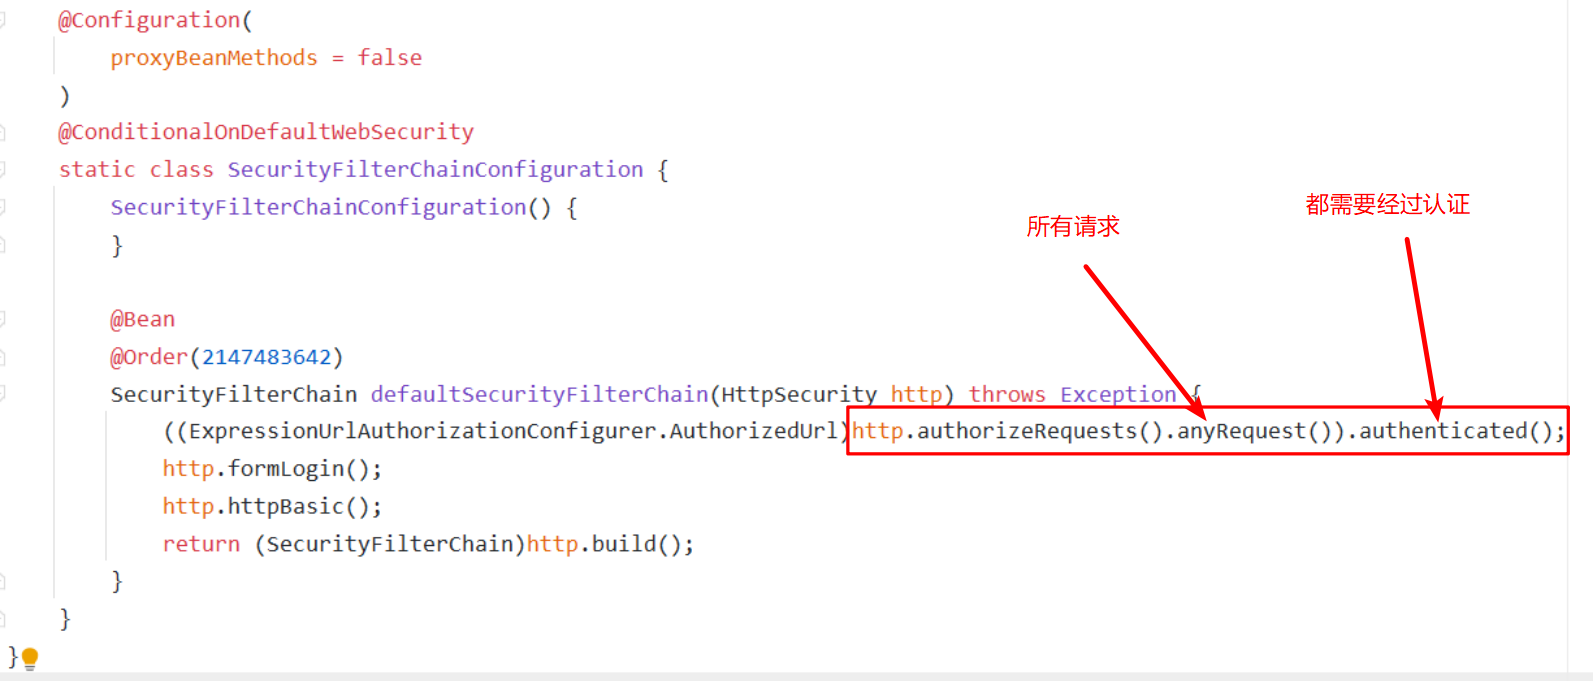 @Configuration(
proxyBeanMethods = false
)
@ConditionalOnDefaultWebSecurity
static class SecurityFilterChainConfiguration {
SecurityFilterChainConfiguration() {
}
所有请求
都需要经过认证
@Bean
@Order(2147483642)
SecurityFilterChain defaultSecurityFilterChain(HttpSecurity http) throws Exception {
((ExpressionUrlAuthorizationConfigurer.AuthorizedUrl)http.authorizeRequests().anyRequest()).authenticated();
http.formLogin();
http.httpBasic();
return (SecurityFilterChain)http.build();
}
}
}